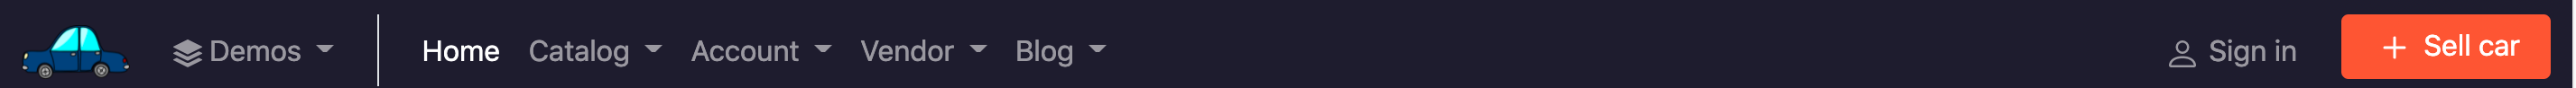 Demos Home Catalog Account Vendor Blog Sign in Sell car